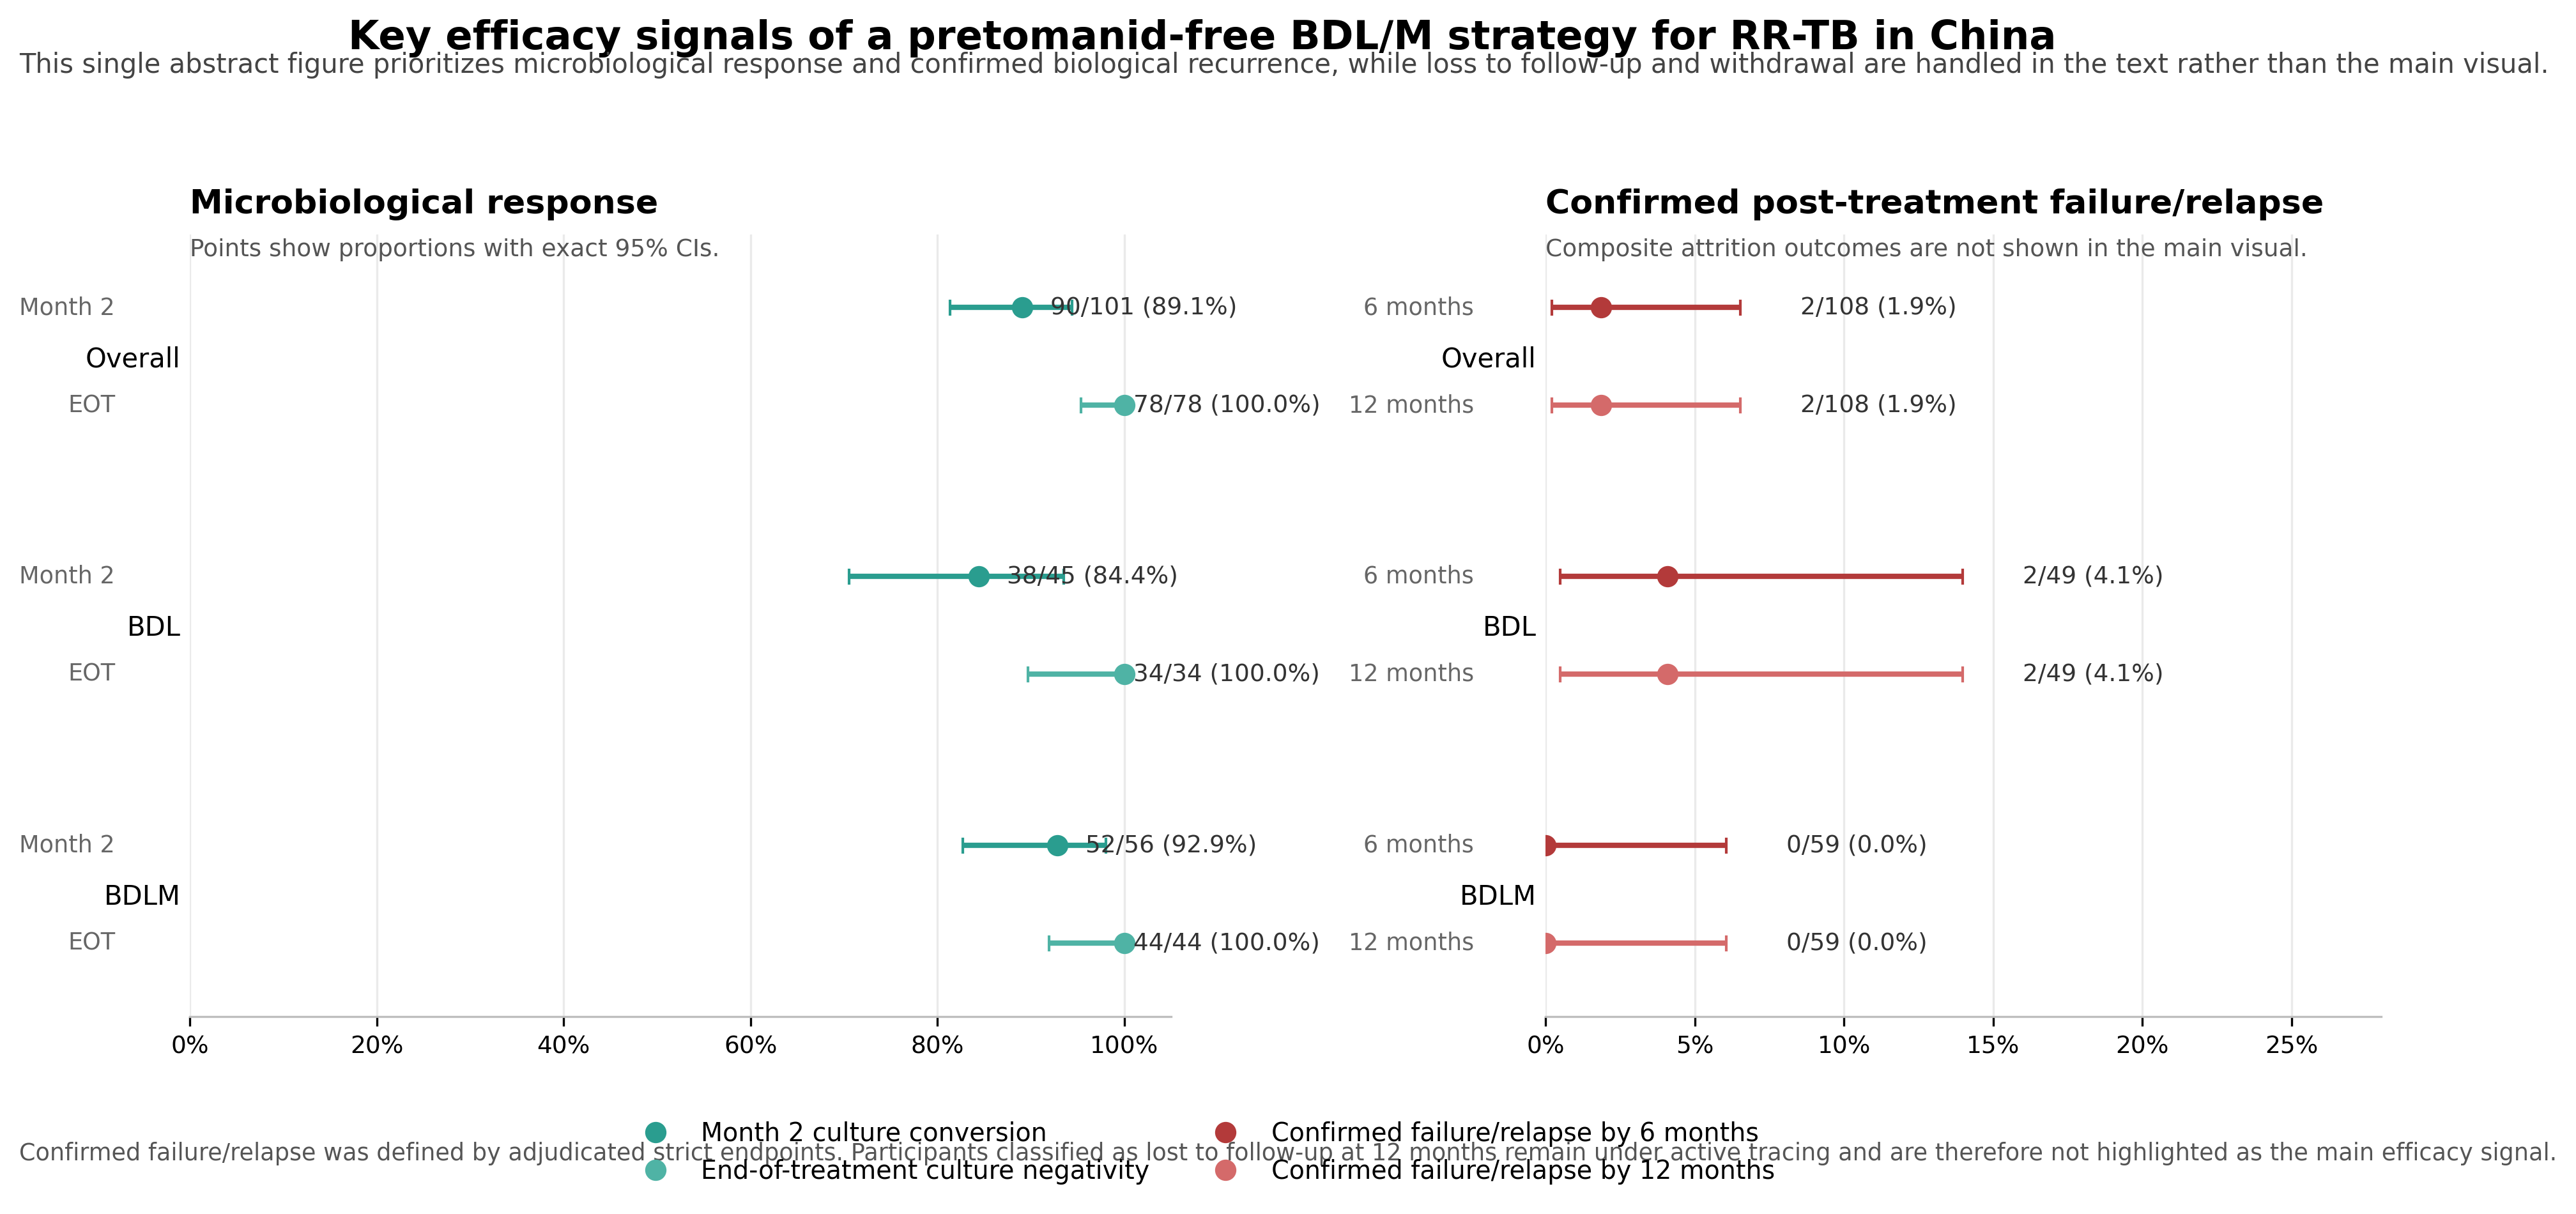 Key efficacy signals of a pretomanid-free BDL/M strategy for RR-TB in China
This single abstract figure prioritizes microbiological response and confirmed biological recurrence, while loss to follow-up and withdrawal are handled in the text rather than the main visual.
Microbiological response
Points show proportions with exact 95% CIs.
Month 2
90/101 (89.1%)
Overall
EOT
78/78 (100.0%)
Month 2
38/45 (84.4%)
BDL
EOT
34/34 (100.0%)
Month 2
52/56 (92.9%)
BDLM
EOT
44/44 (100.0%)
0% 20% 40% 60% 80% 100%
Confirmed post-treatment failure/relapse
Composite attrition outcomes are not shown in the main visual.
6 months
2/108 (1.9%)
Overall
12 months
2/108 (1.9%)
6 months
2/49 (4.1%)
BDL
12 months
2/49 (4.1%)
6 months
0/59 (0.0%)
BDLM
12 months
0/59 (0.0%)
0% 5% 10% 15% 20% 25%
Month 2 culture conversion
End-of-treatment culture negativity
Confirmed failure/relapse by 6 months
Confirmed failure/relapse by 12 months
Confirmed failure/relapse was defined by adjudicated strict endpoints. Participants classified as lost to follow-up at 12 months remain under active tracing and are therefore not highlighted as the main efficacy signal.